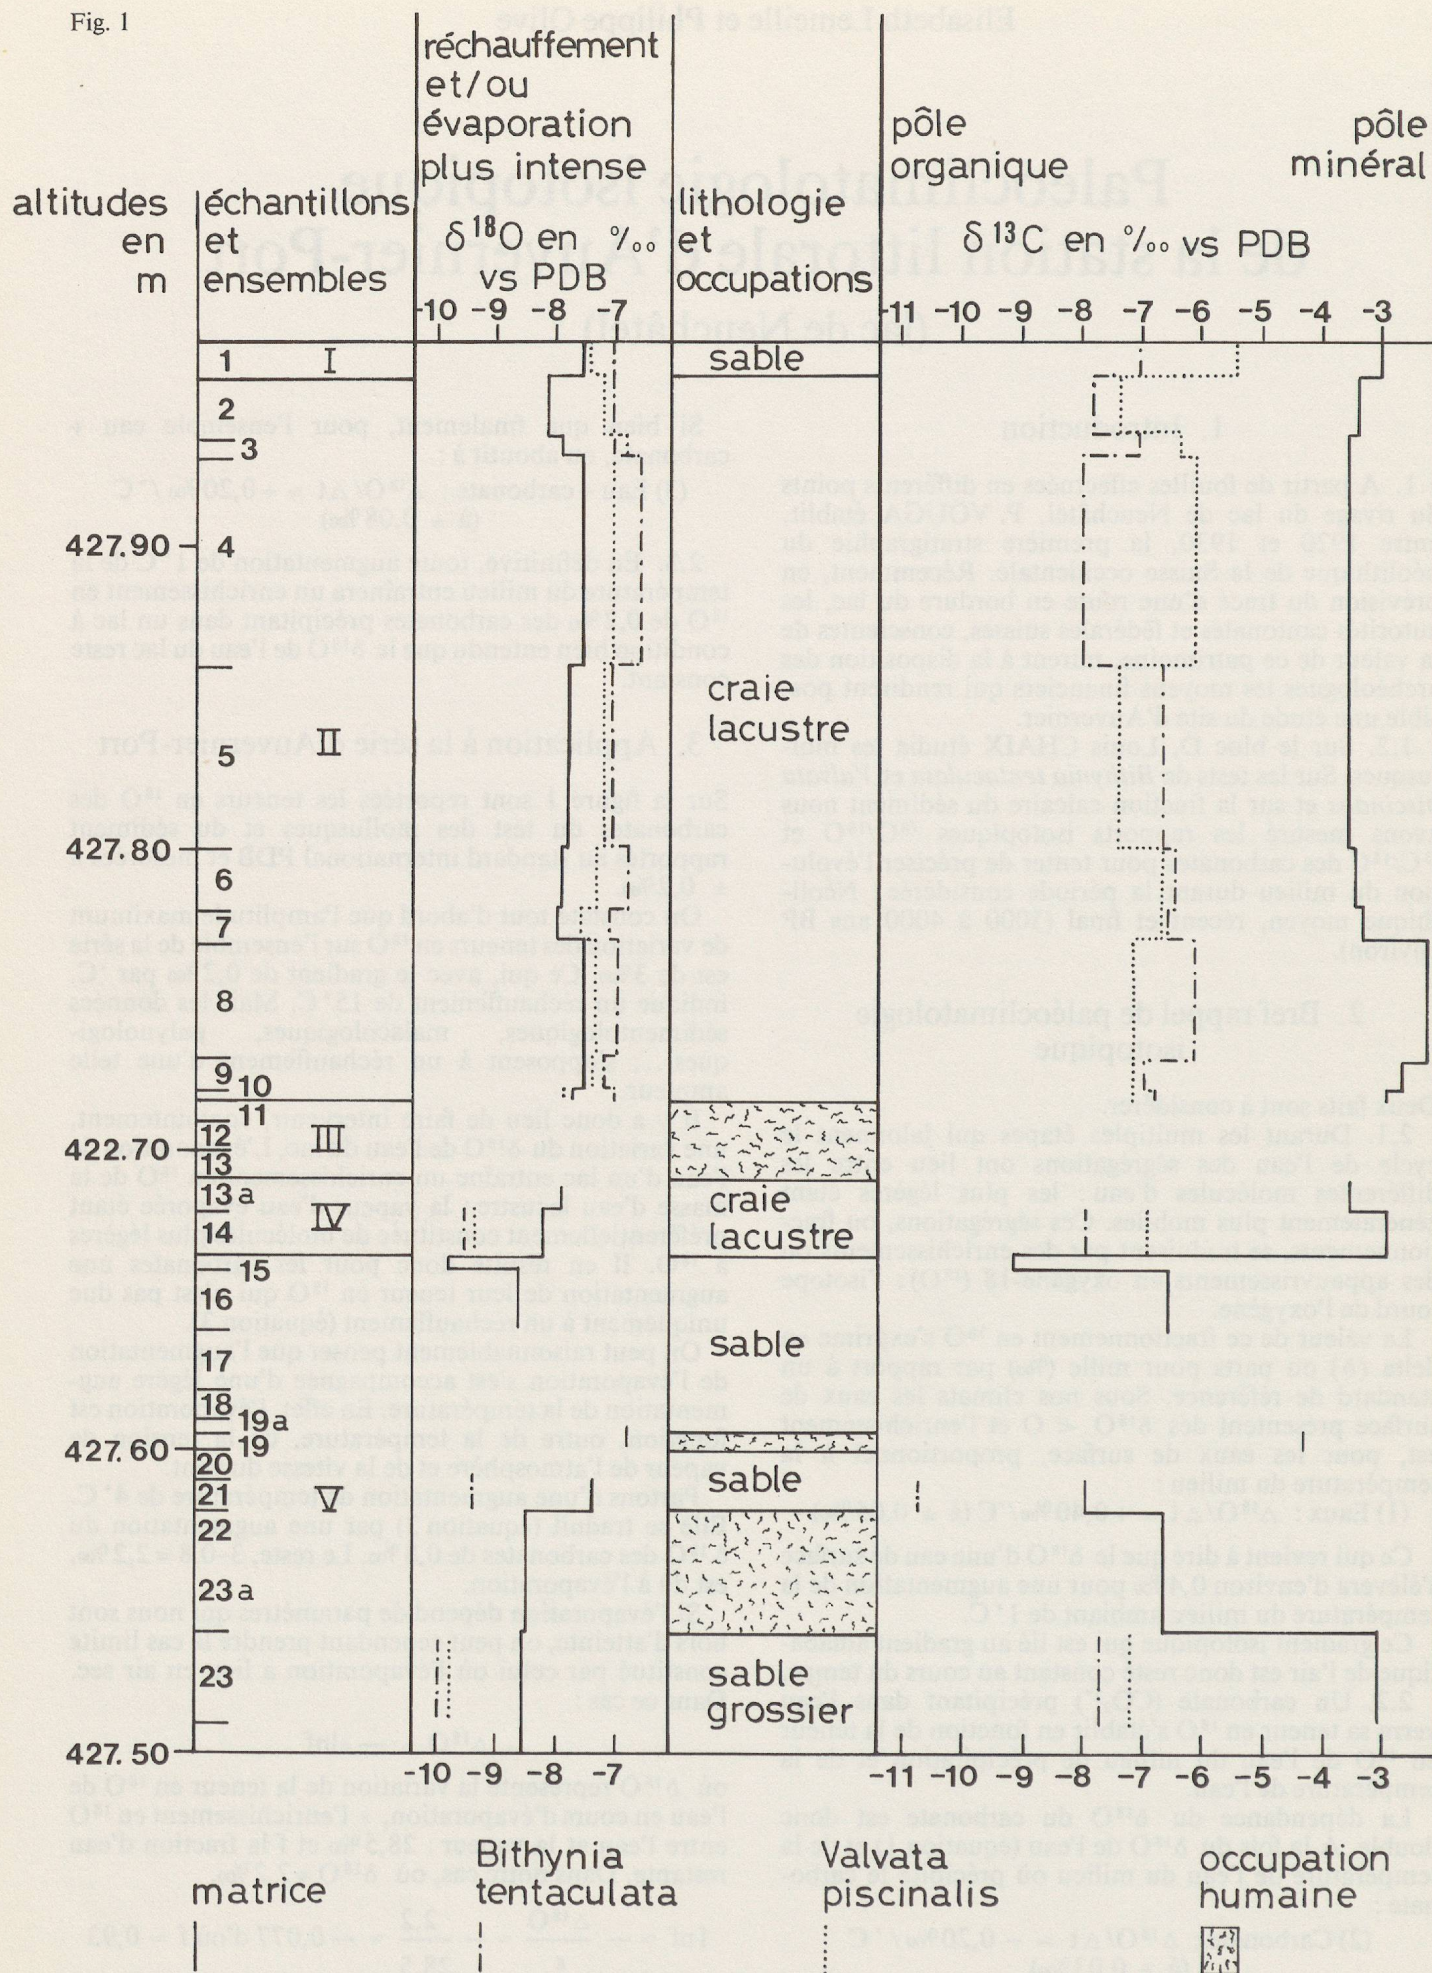 Fig. 1
réchauffement
et/ou
évaporation
plus intense
pôle
organique
pôle
minéral
altitudes
en
m
échantillons
et
ensembles
δ¹⁸O en ‰
vs PDB
lithologie
et
occupations
δ ¹³C en ‰ vs PDB
-10 -9 -8 -7
-11 -10 -9 -8 -7 -6 -5 -4 -3
1 I
sable
2
3
427.90
4
craie
lacustre
5
II
427.80
6
7
8
9
10
11
12
III
422.70
13
13a
14
IV
craie
lacustre
15
16
sable
17
18
19a
19
427.60
20
sable
21
V
22
23a
23
sable
grossier
427.50
-10 -9 -8 -7
-11 -10 -9 -8 -7 -6 -5 -4 -3
matrice
Bithynia
tentaculata
Valvata
piscinalis
occupation
humaine